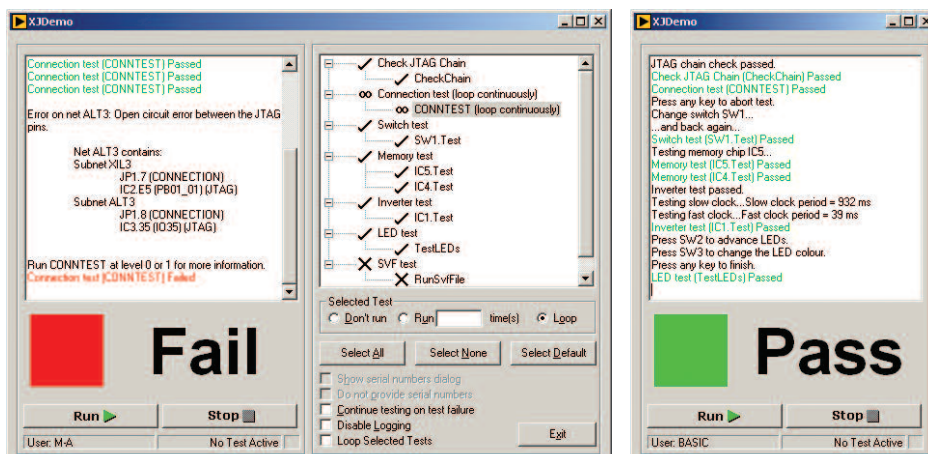 XJDemo
Connection test (CONNTEST) Passed
Connection test (CONNTEST) Passed
Connection test (CONNTEST) Passed
Error on net ALT3: Open circuit error between the JTAG
pins.
Net ALT3 contains:
Subnet XIL3
JP1.7 (CONNECTION)
IC2.E5 (PB01_01) (JTAG)
Subnet ALT3
JP1.8 (CONNECTION)
IC3.35 (IO35) (JTAG)
Run CONNTEST at level 0 or 1 for more information.
Connection test (CONNTEST) Failed
Fail
Run
Stop
User: M-A
No Test Active
Check JTAG Chain
CheckChain
Connection test (loop continuously)
CONNTEST (loop continuously)
Switch test
SW1.Test
Memory test
IC5.Test
IC4.Test
Inverter test
IC1.Test
LED test
TestLEDs
SVF test
RunSvfFile
Selected Test
Don't run Run time(s) Loop
Select All Select None Select Default
Show serial numbers dialog
Do not provide serial numbers
Continue testing on test failure
Disable Logging
Loop Selected Tests
Exit
XJDemo
JTAG chain check passed.
Check JTAG Chain (CheckChain) Passed
Connection test (CONNTEST) Passed
Press any key to abort test.
Change switch SW1...
...and back again...
Switch test (SW1.Test) Passed
Testing memory chip IC5...
Memory test (IC5.Test) Passed
Memory test (IC4.Test) Passed
Inverter test passed.
Testing slow clock...Slow clock period = 932 ms
Testing fast clock...Fast clock period = 39 ms
Inverter test (IC1.Test) Passed
Press SW2 to advance LEDs.
Press SW3 to change the LED colour.
Press any key to finish.
LED test (TestLEDs) Passed
Pass
Run
Stop
User: BASIC
No Test Active